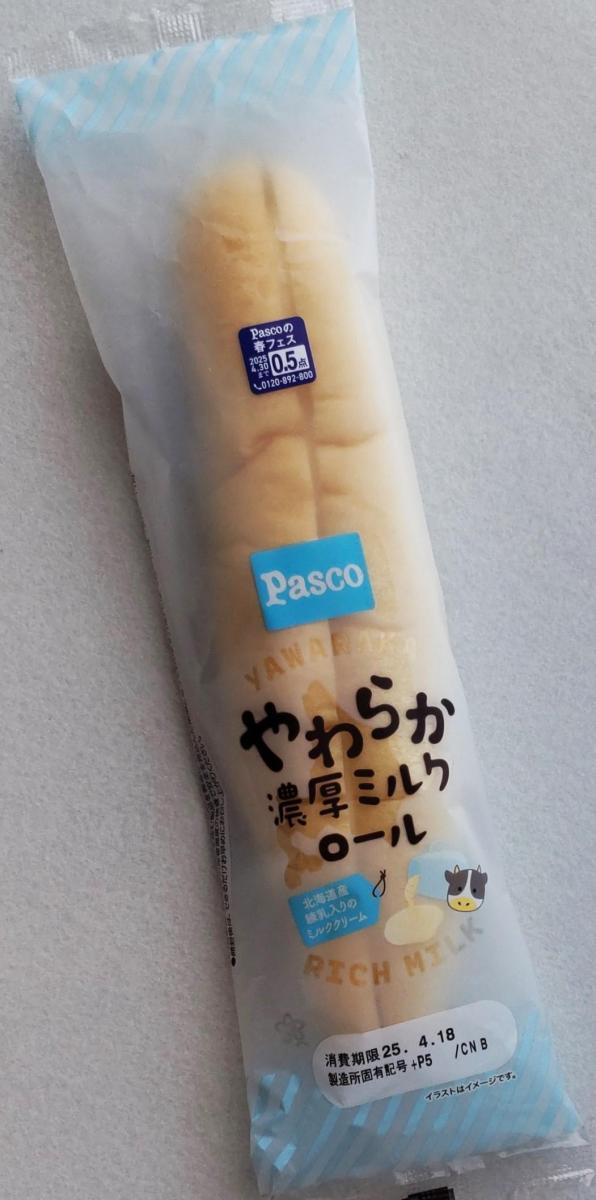 Pascoの
春フェス
2025
4.30
まで
0.5点
0120-892-800
Pasco
YAWARAKA
やわらか
濃厚ミルク
ロール
北海道産
練乳入りの
ミルククリーム
RICH MILK
消費期限25. 4.18
製造所固有記号+P5 /CNB
イラストはイメージです。